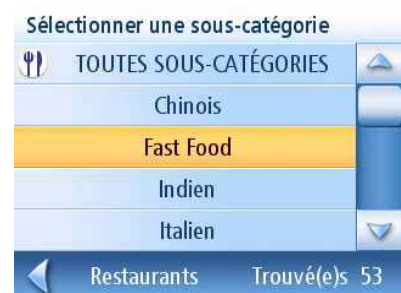 Sélectionner une sous-catégorie
TOUTES SOUS-CATÉGORIES
Chinois
Fast Food
Indien
Italien
Restaurants Trouvé(e)s 53